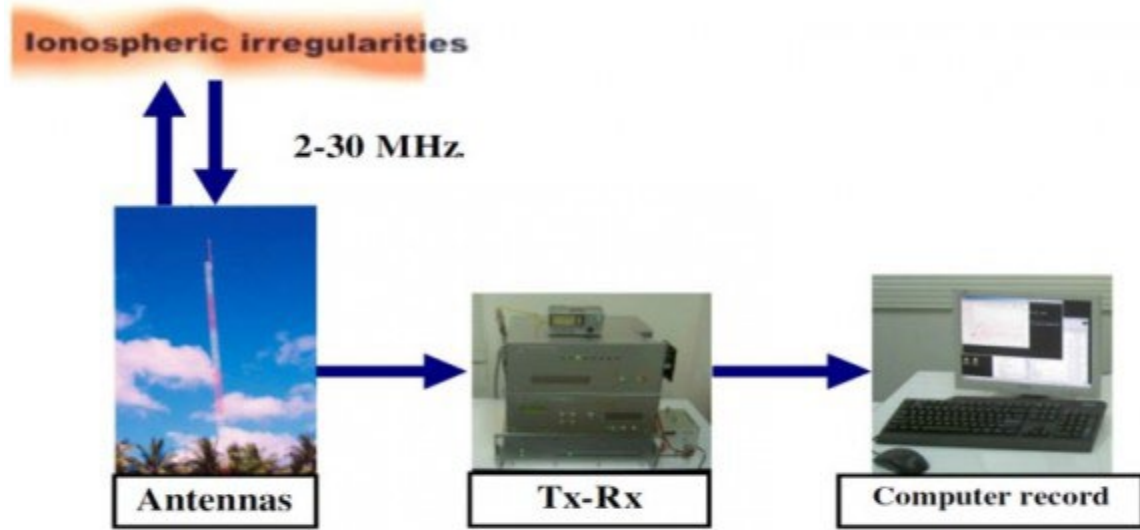 Ionospheric irregularities
2-30 MHz.
Antennas
Tx-Rx
Computer record